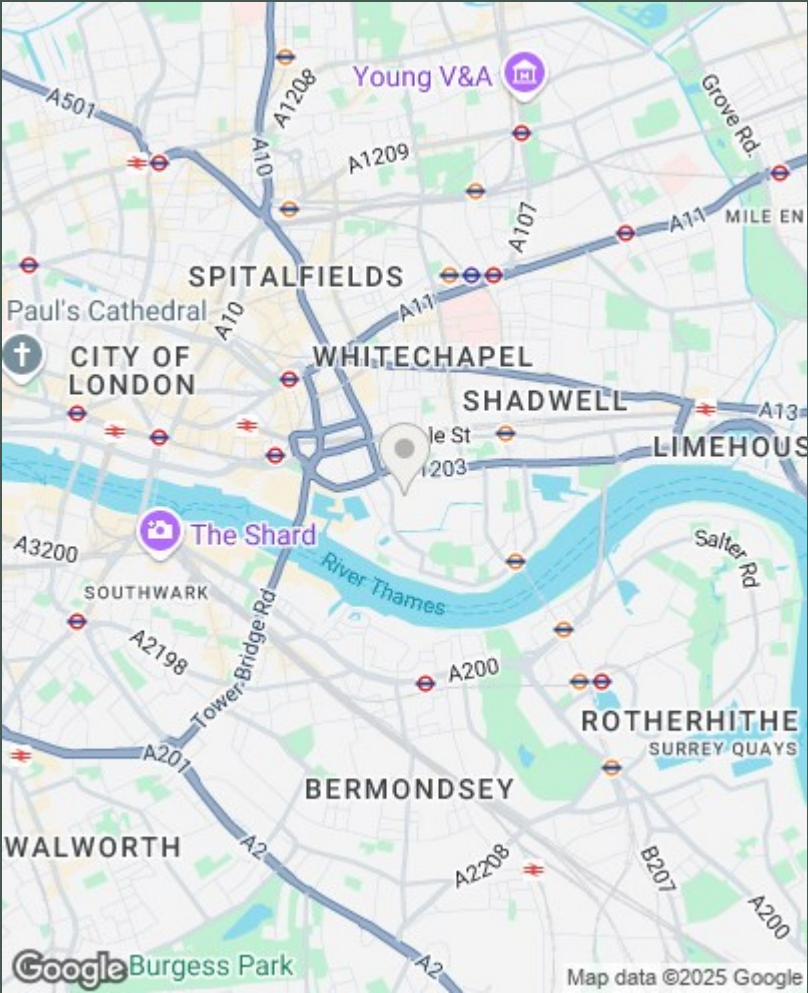 Young V&A
A1208
A501
Grove Rd.
A10
A1209
A107
A11
MILE EN
SPITALFIELDS
A11
Paul's Cathedral
A10
CITY OF
LONDON
WHITECHAPEL
SHADWELL
A13
le St
LIMEHOUS
1203
The Shard
A3200
River Thames
Salter Rd
SOUTHWARK
Tower Bridge Rd
A2198
A200
ROTHERHITHE
SURREY QUAYS
A201
BERMONDSEY
WALWORTH
A2
A2208
B207
A200
A2
Burgess Park
Google
Map data ©2025 Google